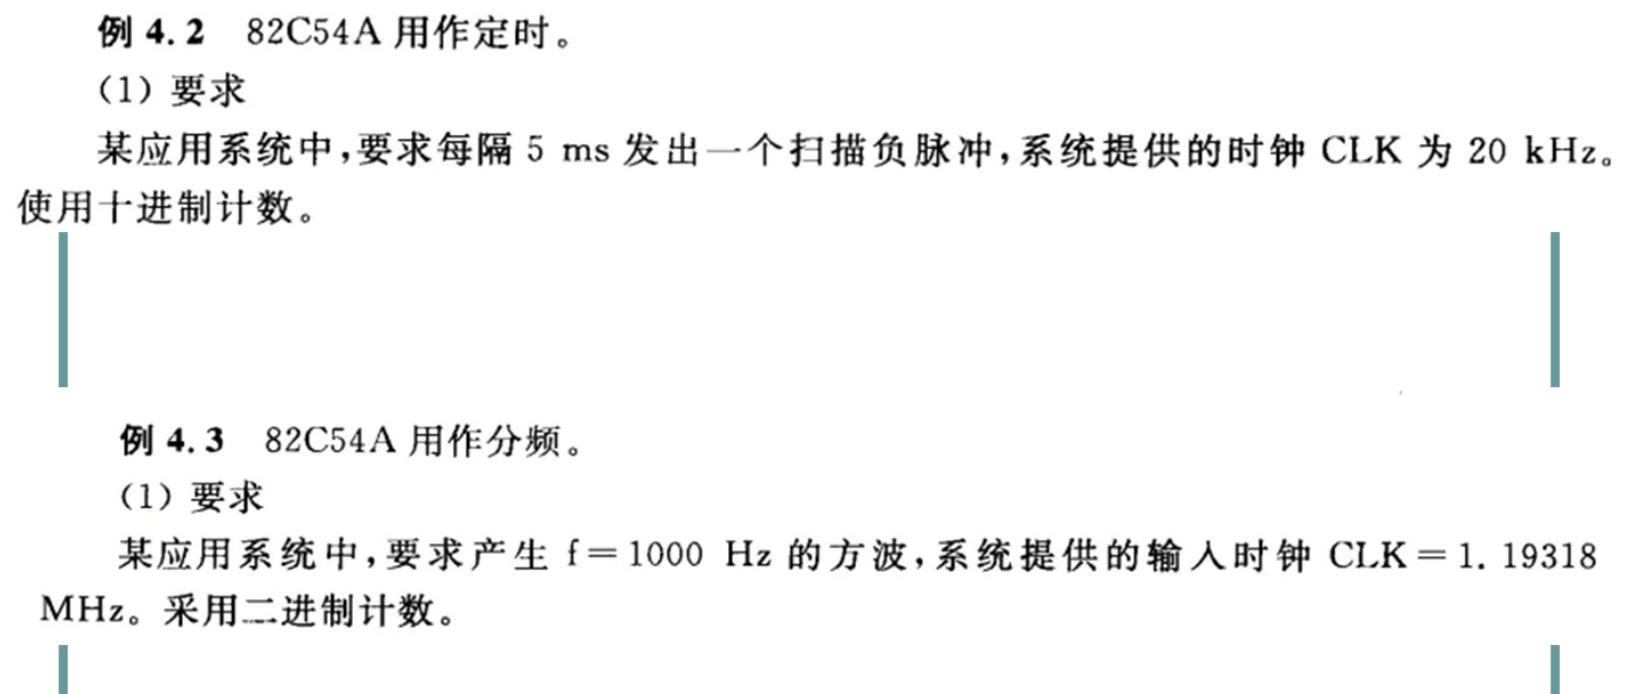 例 4.2 82C54A 用作定时。
(1) 要求
某应用系统中,要求每隔 5 ms 发出一个扫描负脉冲,系统提供的时钟 CLK 为 20 kHz。
使用十进制计数。
例 4.3 82C54A 用作分频。
(1) 要求
某应用系统中,要求产生 f=1000 Hz 的方波,系统提供的输入时钟 CLK=1.19318
MHz。采用二进制计数。